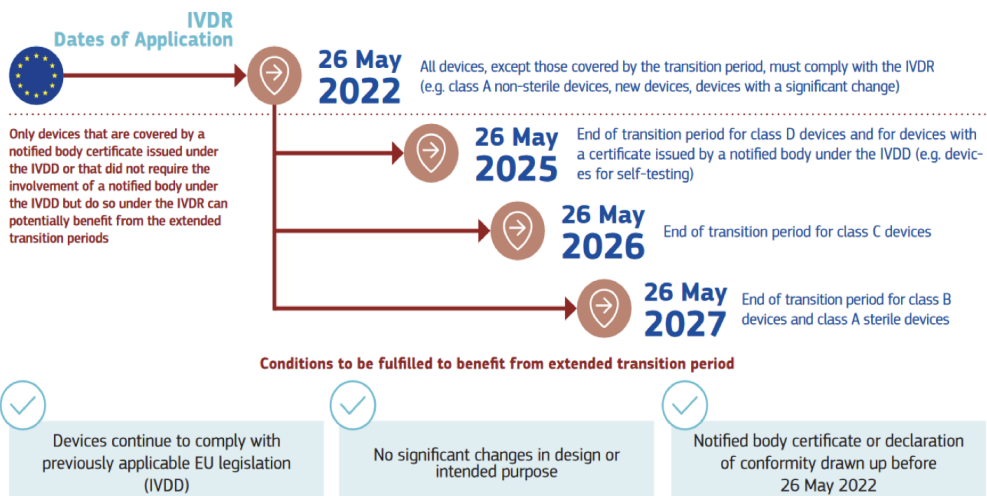 IVDR
Dates of Application
26 May
2022
All devices, except those covered by the transition period, must comply with the IVDR
(e.g. class A non-sterile devices, new devices, devices with a significant change)
Only devices that are covered by a
notified body certificate issued under
the IVDD or that did not require the
involvement of a notified body under
the IVDD but do so under the IVDR can
potentially benefit from the extended
transition periods
26 May
2025
End of transition period for class D devices and for devices with
a certificate issued by a notified body under the IVDD (e.g. devic-
es for self-testing)
26 May
2026
End of transition period for class C devices
26 May
2027
End of transition period for class B
devices and class A sterile devices
Conditions to be fulfilled to benefit from extended transition period
Devices continue to comply with
previously applicable EU legislation
(IVDD)
No significant changes in design or
intended purpose
Notified body certificate or declaration
of conformity drawn up before
26 May 2022